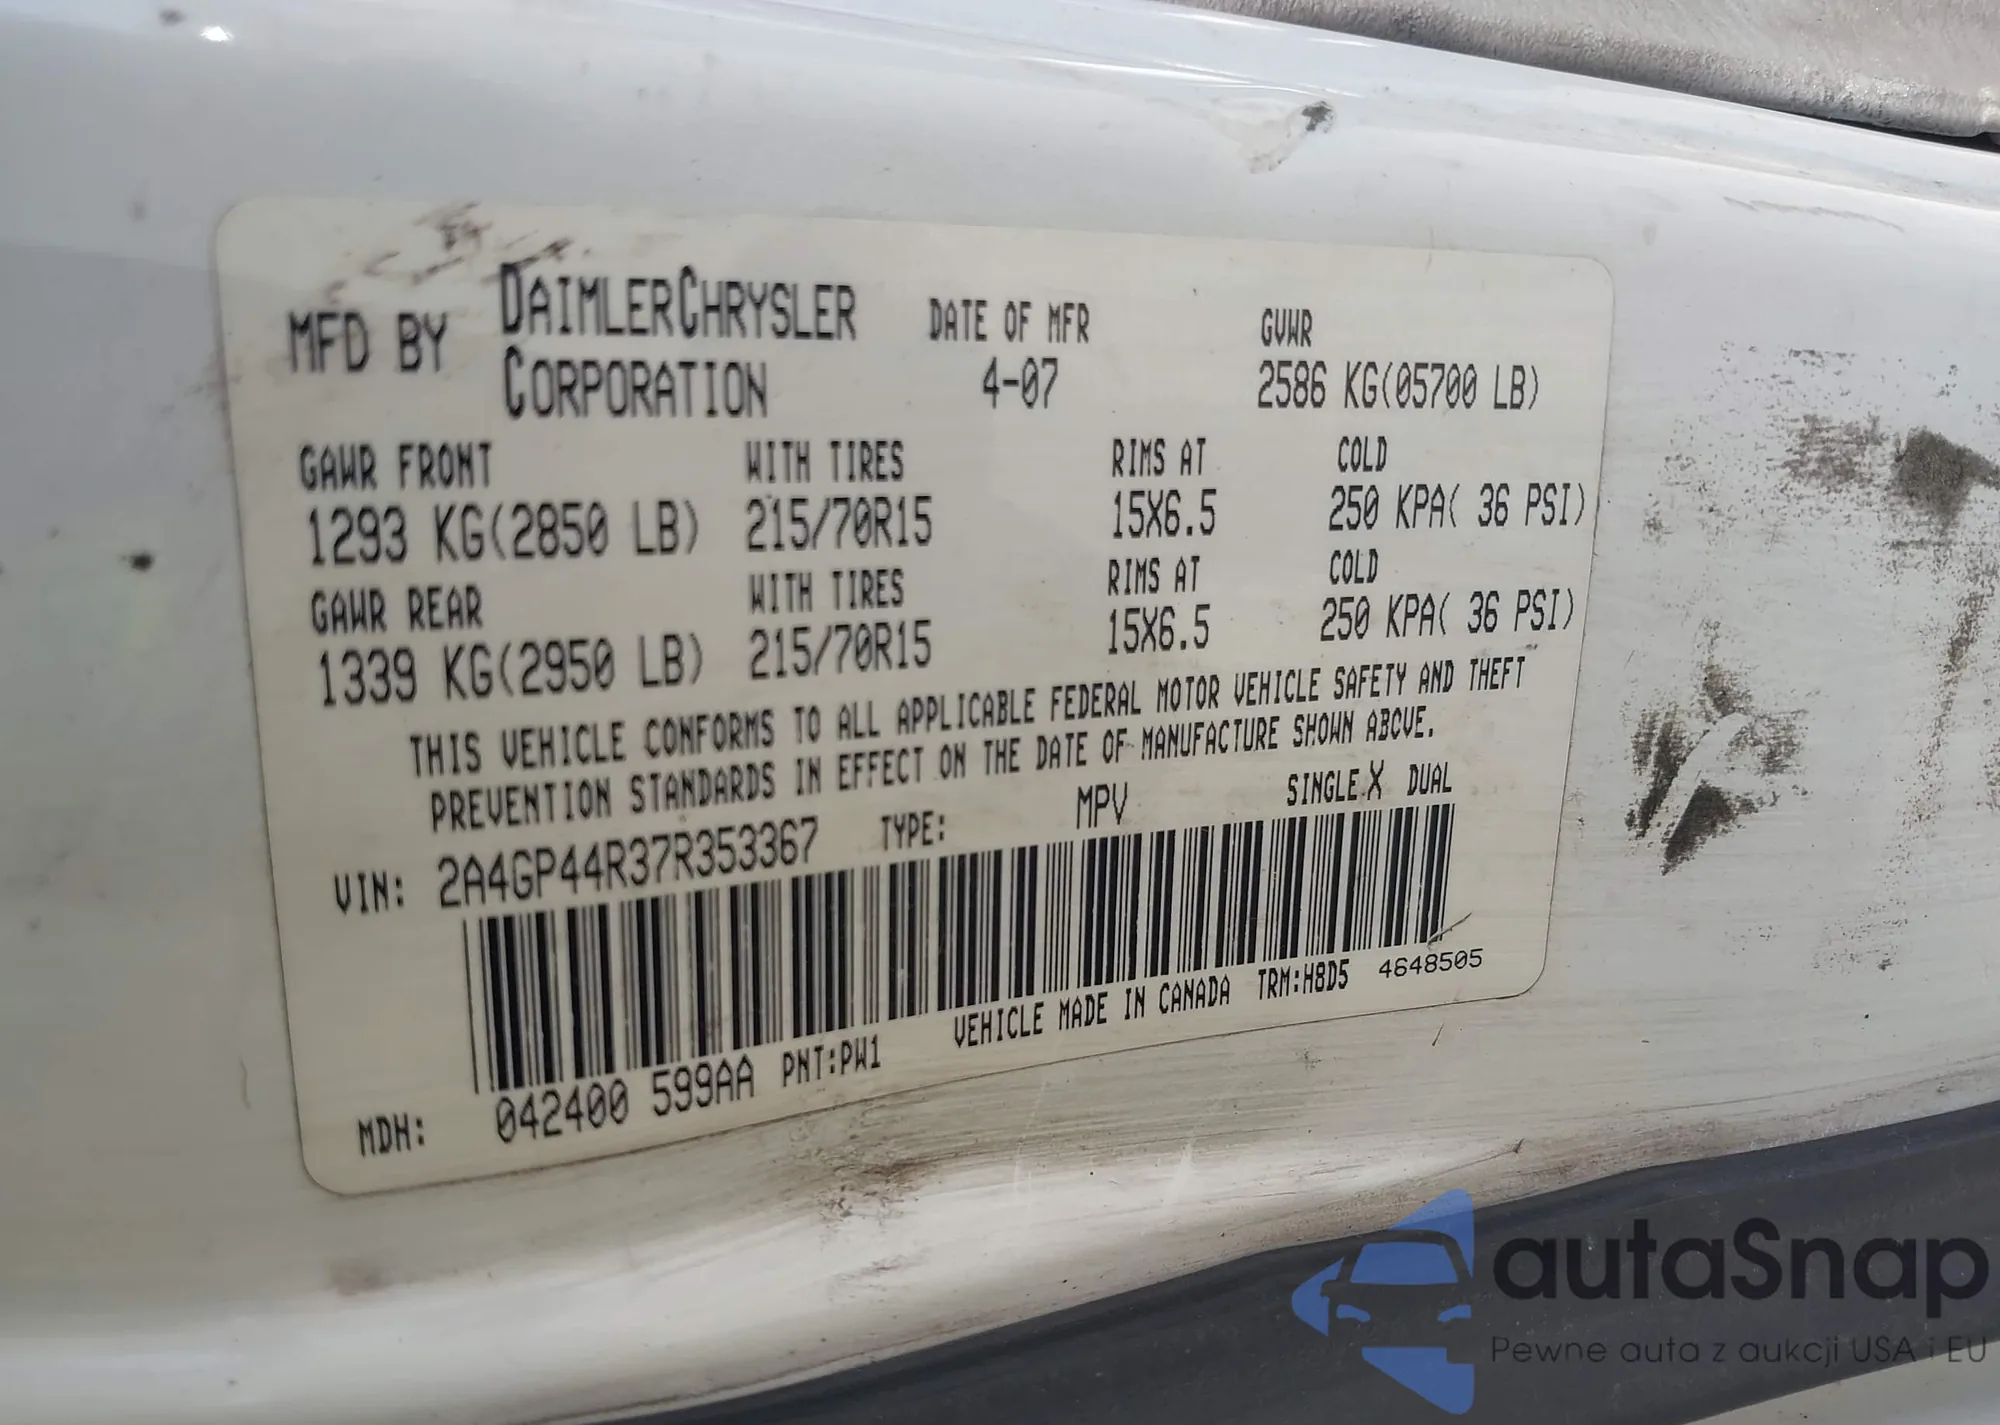 MFD BY DAIMLERCHRYSLER CORPORATION DATE OF MFR 4-07 GVWR 2586 KG(05700 LB)
GAWR FRONT WITH TIRES RIMS AT COLD
1293 KG(2850 LB) 215/70R15 15X6.5 250 KPA( 36 PSI)
GAWR REAR WITH TIRES RIMS AT COLD
1339 KG(2950 LB) 215/70R15 15X6.5 250 KPA( 36 PSI)
THIS VEHICLE CONFORMS TO ALL APPLICABLE FEDERAL MOTOR VEHICLE SAFETY AND THEFT
PREVENTION STANDARDS IN EFFECT ON THE DATE OF MANUFACTURE SHOWN ABOVE.
VIN: 2A4GP44R37R353367 TYPE: MPV SINGLE X DUAL
MDH: 042400 599AA PNT:PW1 VEHICLE MADE IN CANADA TRM:H8D5 4648505
autaSnap
Pewne auta z aukcji USA i EU